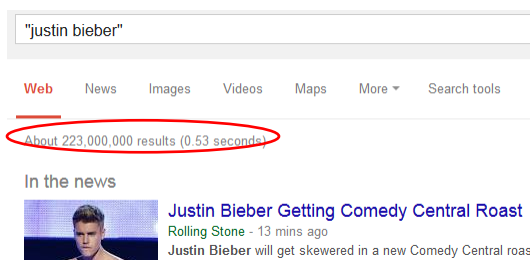 "justin bieber"
Web News Images Videos Maps More Search tools
About 223,000,000 results (0.53 seconds)
In the news
Justin Bieber Getting Comedy Central Roast
Rolling Stone - 13 mins ago
Justin Bieber will get skewered in a new Comedy Central roas